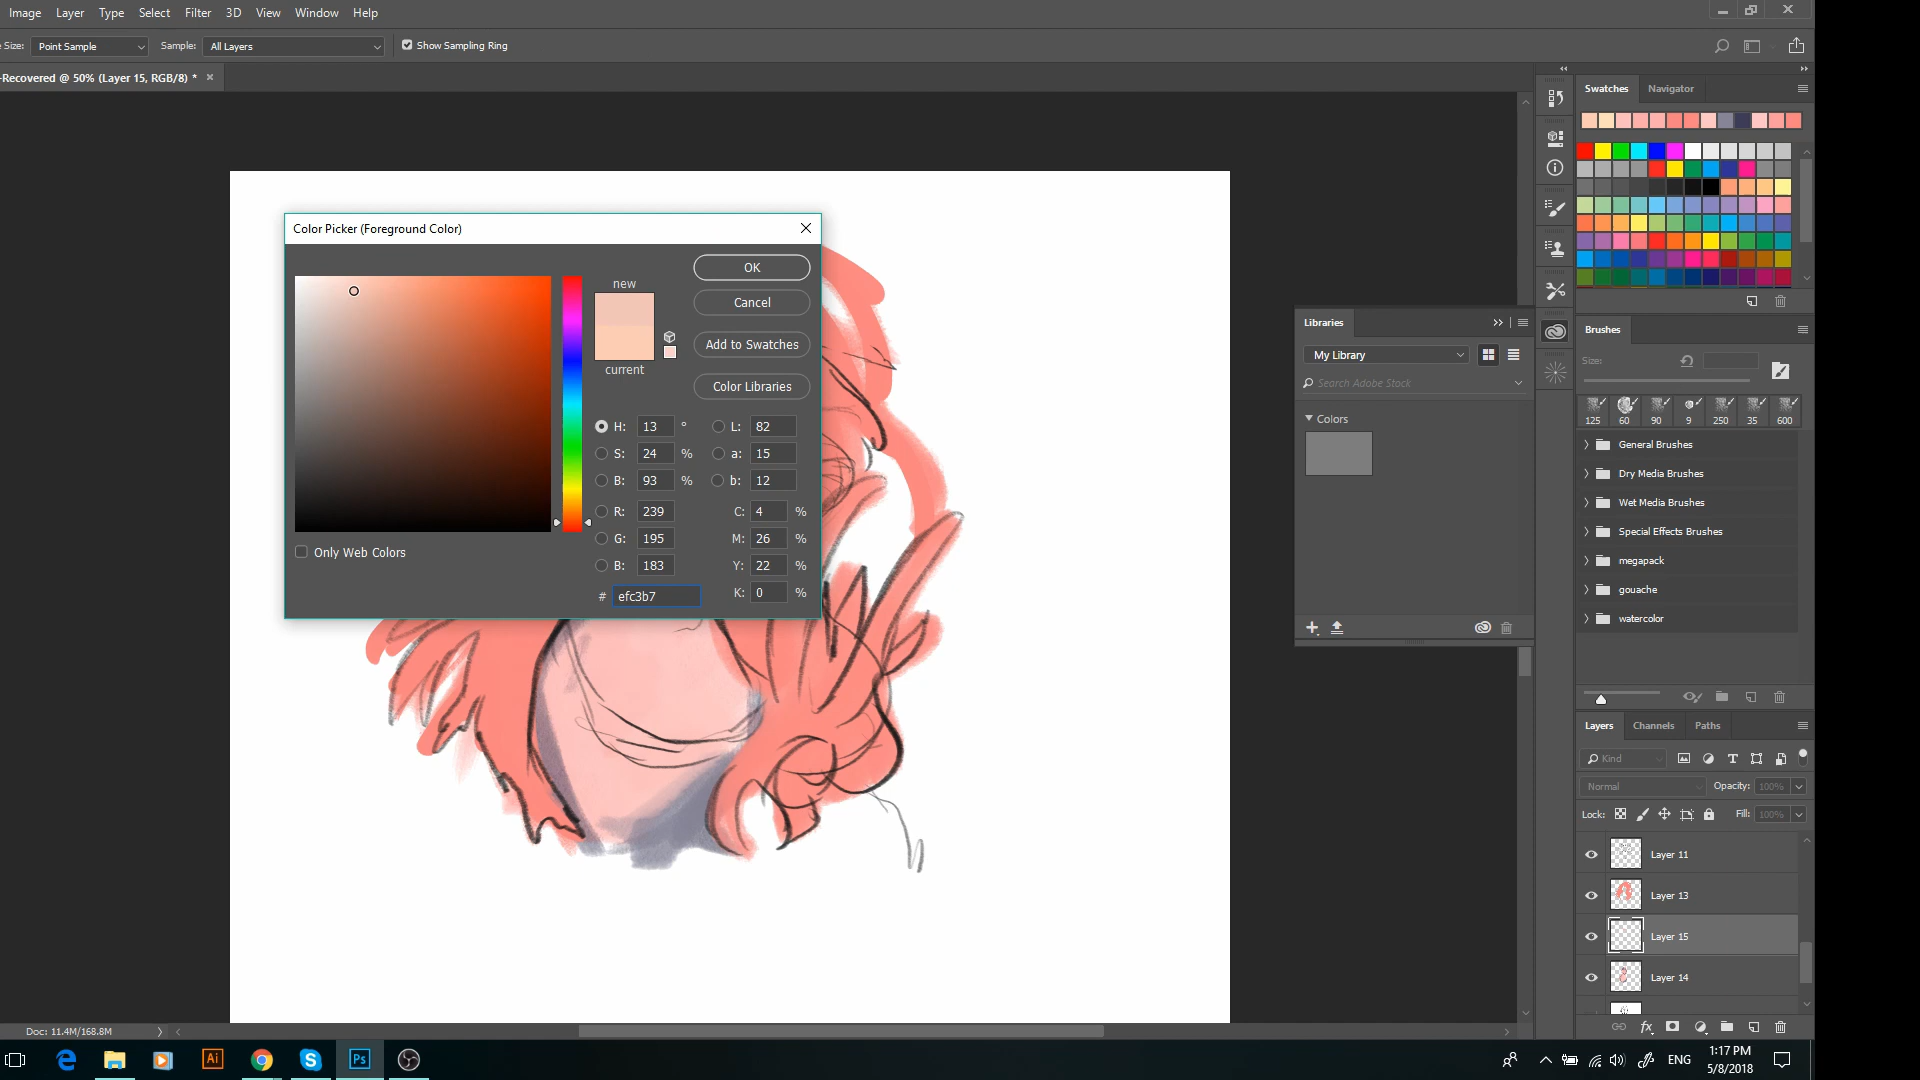 Image Layer Type Select Filter 3D View Window Help
Size: Point Sample Sample: All Layers Show Sampling Ring
-Recovered @ 50% (Layer 15, RGB/8) * ×
Swatches Navigator
Color Picker (Foreground Color)
new
current
OK
Cancel
Add to Swatches
Color Libraries
H: 13 ° L: 82
S: 24 % a: 15
B: 93 % b: 12
R: 239 C: 4 %
G: 195 M: 26 %
B: 183 Y: 22 %
# efc3b7 K: 0 %
Only Web Colors
Libraries
My Library
Search Adobe Stock
Colors
Brushes
Size:
125 60 90 9 250 35 600
General Brushes
Dry Media Brushes
Wet Media Brushes
Special Effects Brushes
megapack
gouache
watercolor
Layers Channels Paths
Kind
Normal Opacity: 100%
Lock: Fill: 100%
Layer 11
Layer 13
Layer 15
Layer 14
fx
Doc: 11.4M/168.8M
Ai
Ps
ENG
1:17 PM
5/8/2018